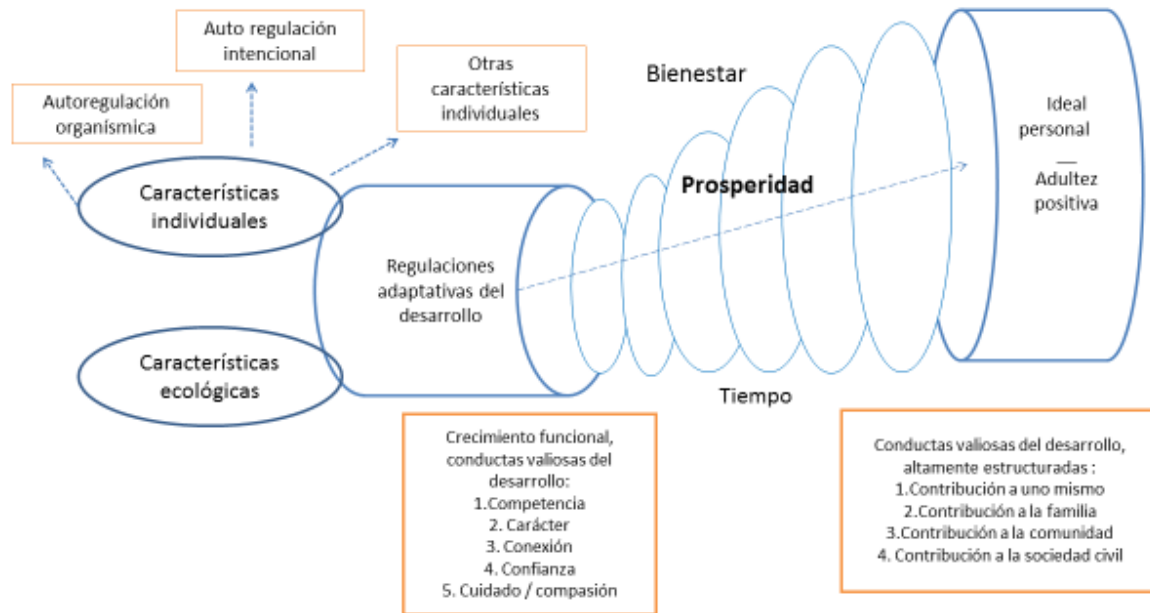 Auto regulación
intencional
Autoregulación
organísmica
Otras
características
individuales
Características
individuales
Características
ecológicas
Regulaciones
adaptativas del
desarrollo
Bienestar
Prosperidad
Tiempo
Ideal
personal
—
Adultez
positiva
Crecimiento funcional,
conductas valiosas del
desarrollo:
1.Competencia
2. Carácter
3. Conexión
4. Confianza
5. Cuidado / compasión
Conductas valiosas del desarrollo,
altamente estructuradas :
1.Contribución a uno mismo
2.Contribución a la familia
3.Contribución a la comunidad
4. Contribución a la sociedad civil